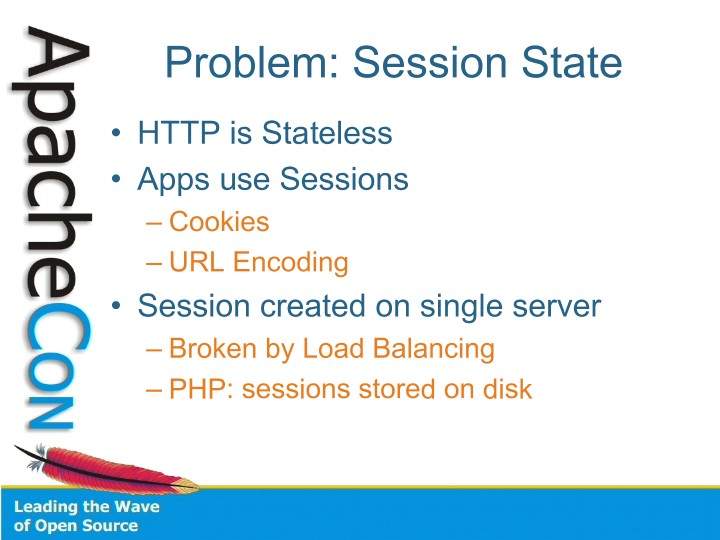 ApacheCon
Problem: Session State
• HTTP is Stateless
• Apps use Sessions
– Cookies
– URL Encoding
• Session created on single server
– Broken by Load Balancing
– PHP: sessions stored on disk
Leading the Wave
of Open Source